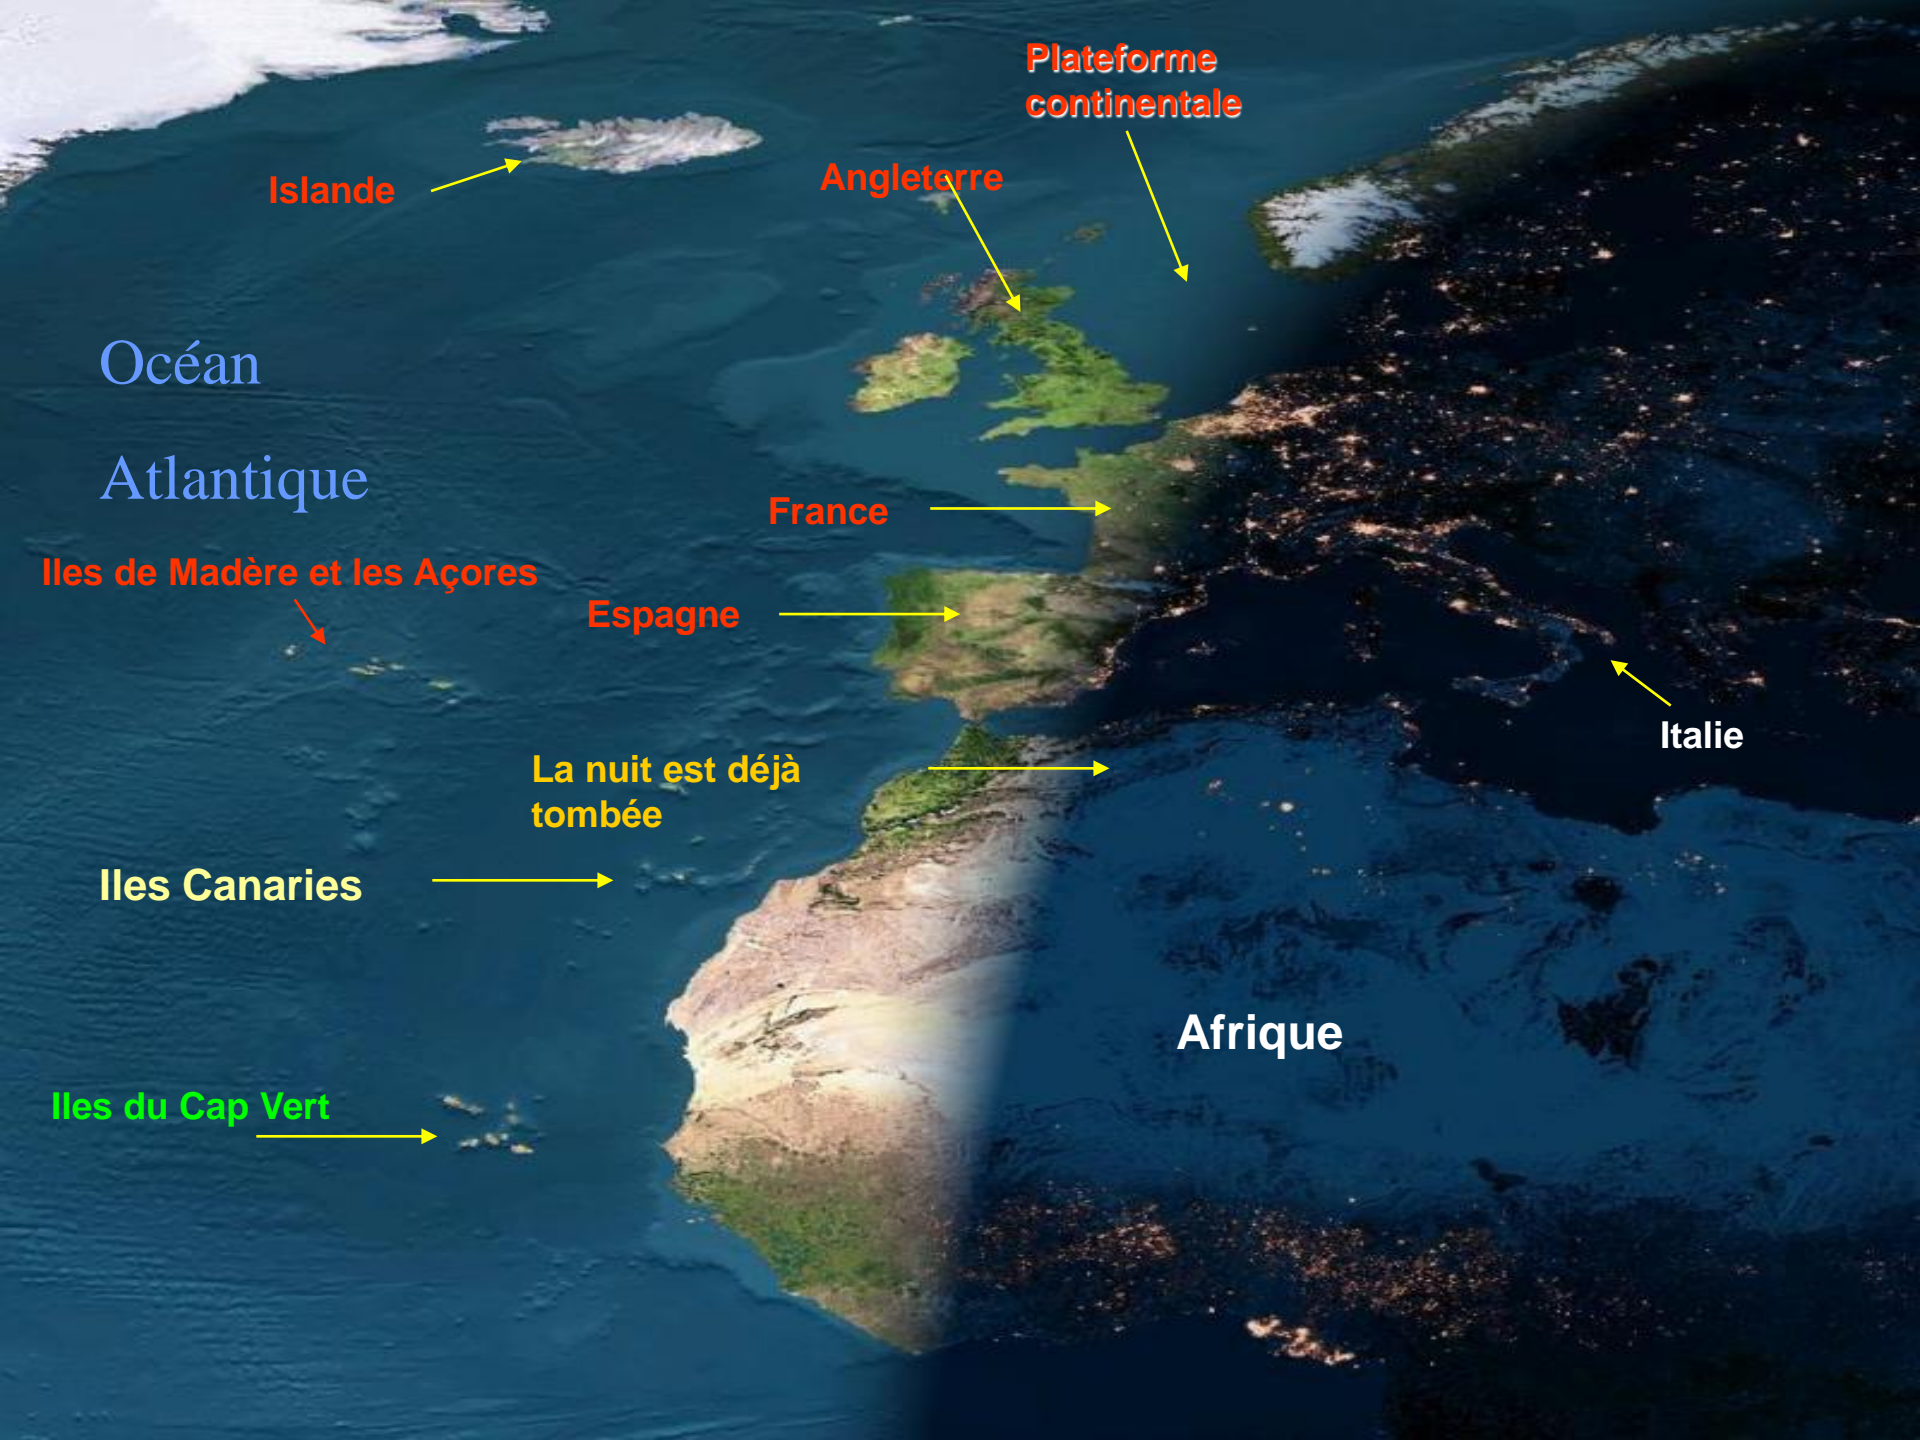 Plateforme
continentale
Angleterre
Islande
Océan
Atlantique
France
Iles de Madère et les Açores
Espagne
Italie
La nuit est déjà
tombée
Iles Canaries
Afrique
Iles du Cap Vert